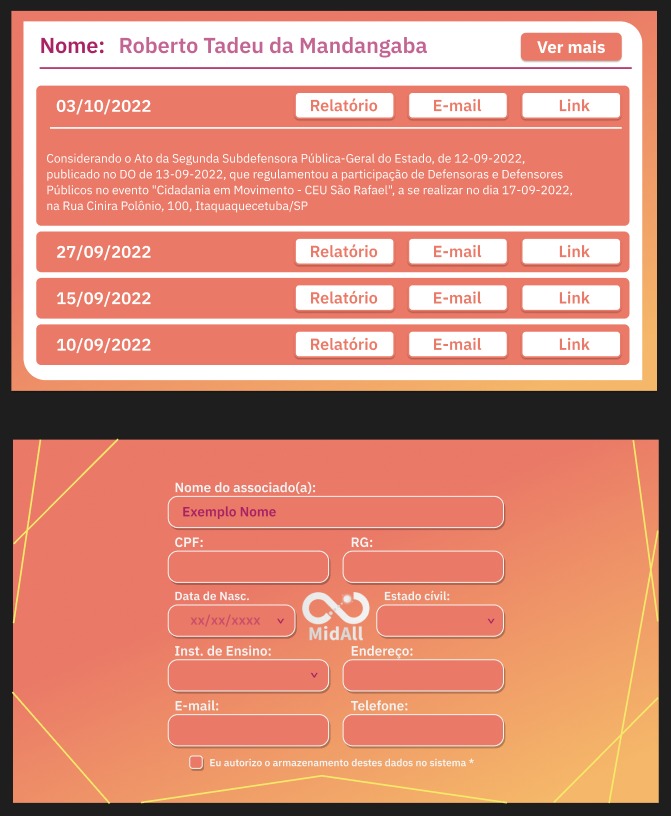 Nome: Roberto Tadeu da Mandangaba
Ver mais
03/10/2022 Relatório E-mail Link
Considerando o Ato da Segunda Subdefensora Pública-Geral do Estado, de 12-09-2022,
publicado no DO de 13-09-2022, que regulamentou a participação de Defensoras e Defensores
Públicos no evento "Cidadania em Movimento - CEU São Rafael", a se realizar no dia 17-09-2022,
na Rua Cinira Polônio, 100, Itaquaquecetuba/SP
27/09/2022 Relatório E-mail Link
15/09/2022 Relatório E-mail Link
10/09/2022 Relatório E-mail Link
Nome do associado(a):
Exemplo Nome
CPF: RG:
Data de Nasc. Estado cívil:
xx/xx/xxxx
MidAll
Inst. de Ensino: Endereço:
E-mail: Telefone:
Eu autorizo o armazenamento destes dados no sistema *